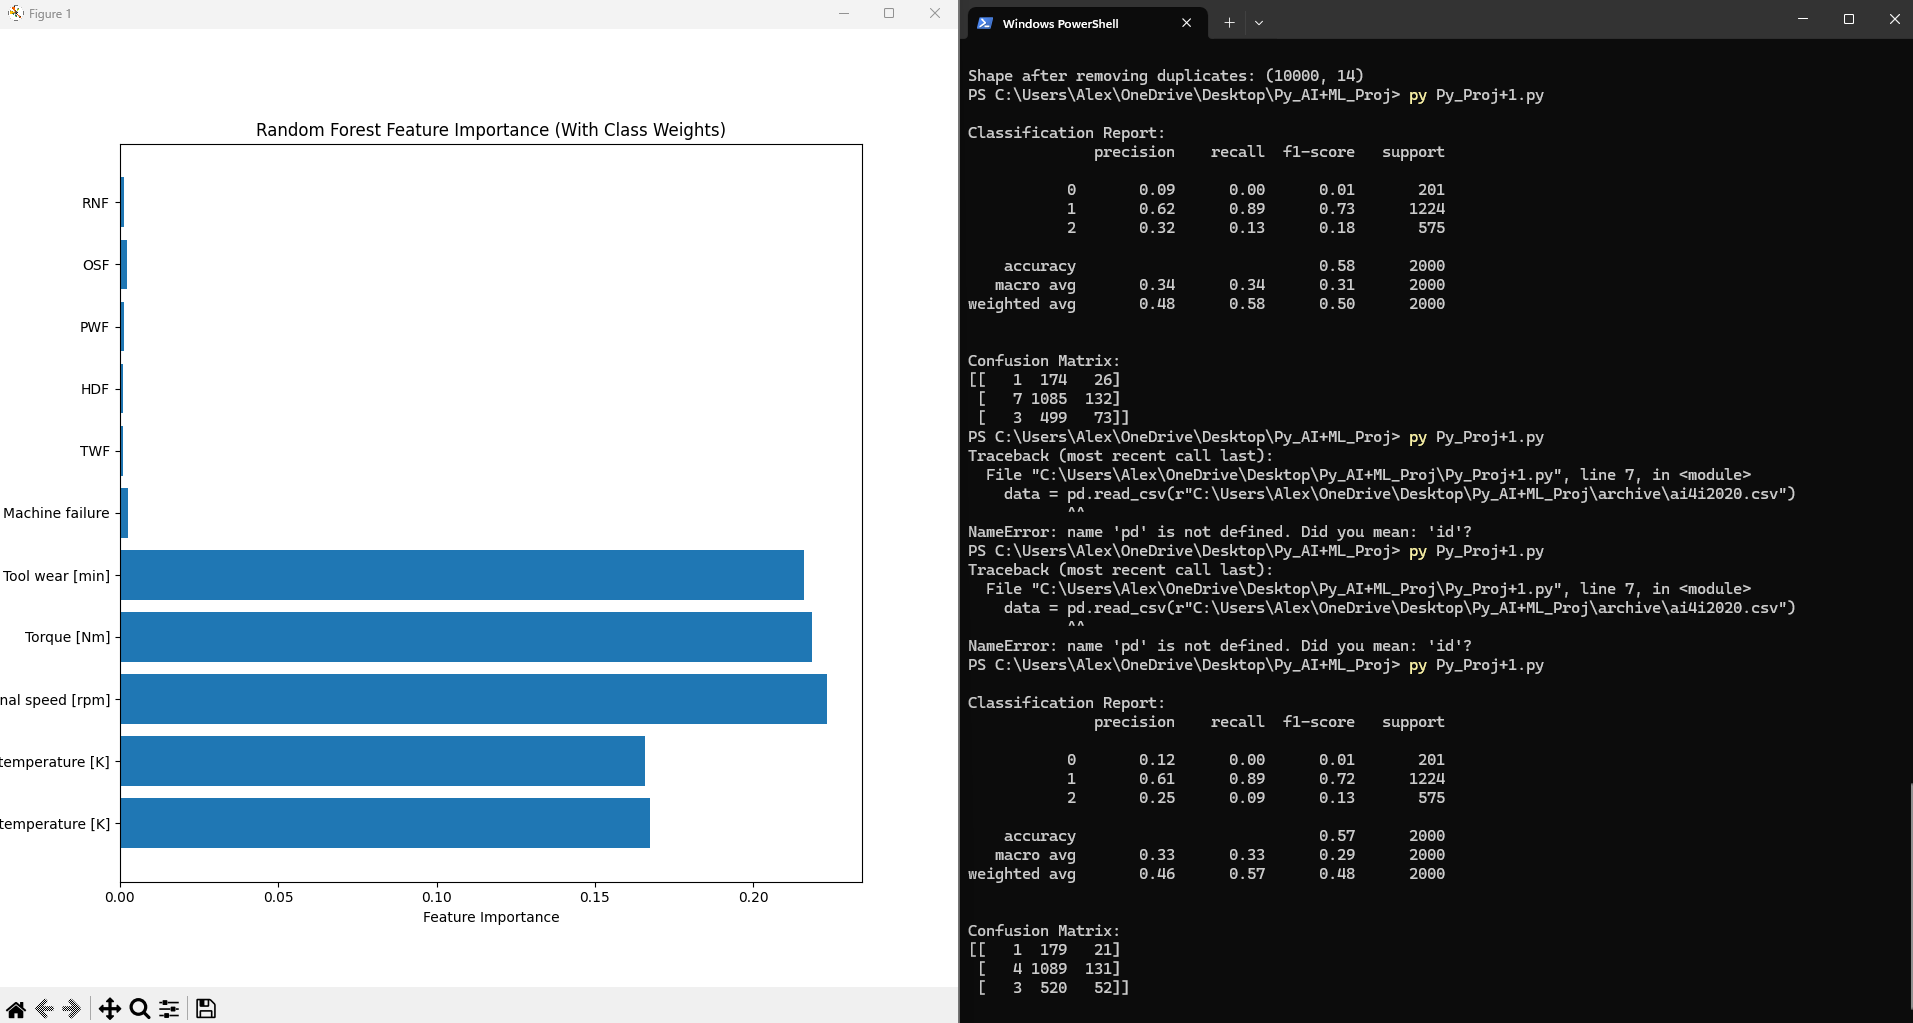 Figure 1
Random Forest Feature Importance (With Class Weights)
RNF
OSF
PWF
HDF
TWF
Machine failure
Tool wear [min]
Torque [Nm]
nal speed [rpm]
temperature [K]
temperature [K]
0.00 0.05 0.10 0.15 0.20
Feature Importance
Windows PowerShell
Shape after removing duplicates: (10000, 14)
PS C:\Users\Alex\OneDrive\Desktop\Py_AI+ML_Proj> py Py_Proj+1.py
Classification Report:
              precision    recall  f1-score   support
           0       0.09      0.00      0.01       201
           1       0.62      0.89      0.73      1224
           2       0.32      0.13      0.18       575
    accuracy                           0.58      2000
   macro avg       0.34      0.34      0.31      2000
weighted avg       0.48      0.58      0.50      2000
Confusion Matrix:
[[   1  174   26]
 [   7 1085  132]
 [   3  499   73]]
PS C:\Users\Alex\OneDrive\Desktop\Py_AI+ML_Proj> py Py_Proj+1.py
Traceback (most recent call last):
  File "C:\Users\Alex\OneDrive\Desktop\Py_AI+ML_Proj\Py_Proj+1.py", line 7, in <module>
    data = pd.read_csv(r"C:\Users\Alex\OneDrive\Desktop\Py_AI+ML_Proj\archive\ai4i2020.csv")
           ^^
NameError: name 'pd' is not defined. Did you mean: 'id'?
PS C:\Users\Alex\OneDrive\Desktop\Py_AI+ML_Proj> py Py_Proj+1.py
Traceback (most recent call last):
  File "C:\Users\Alex\OneDrive\Desktop\Py_AI+ML_Proj\Py_Proj+1.py", line 7, in <module>
    data = pd.read_csv(r"C:\Users\Alex\OneDrive\Desktop\Py_AI+ML_Proj\archive\ai4i2020.csv")
           ^^
NameError: name 'pd' is not defined. Did you mean: 'id'?
PS C:\Users\Alex\OneDrive\Desktop\Py_AI+ML_Proj> py Py_Proj+1.py
Classification Report:
              precision    recall  f1-score   support
           0       0.12      0.00      0.01       201
           1       0.61      0.89      0.72      1224
           2       0.25      0.09      0.13       575
    accuracy                           0.57      2000
   macro avg       0.33      0.33      0.29      2000
weighted avg       0.46      0.57      0.48      2000
Confusion Matrix:
[[   1  179   21]
 [   4 1089  131]
 [   3  520   52]]